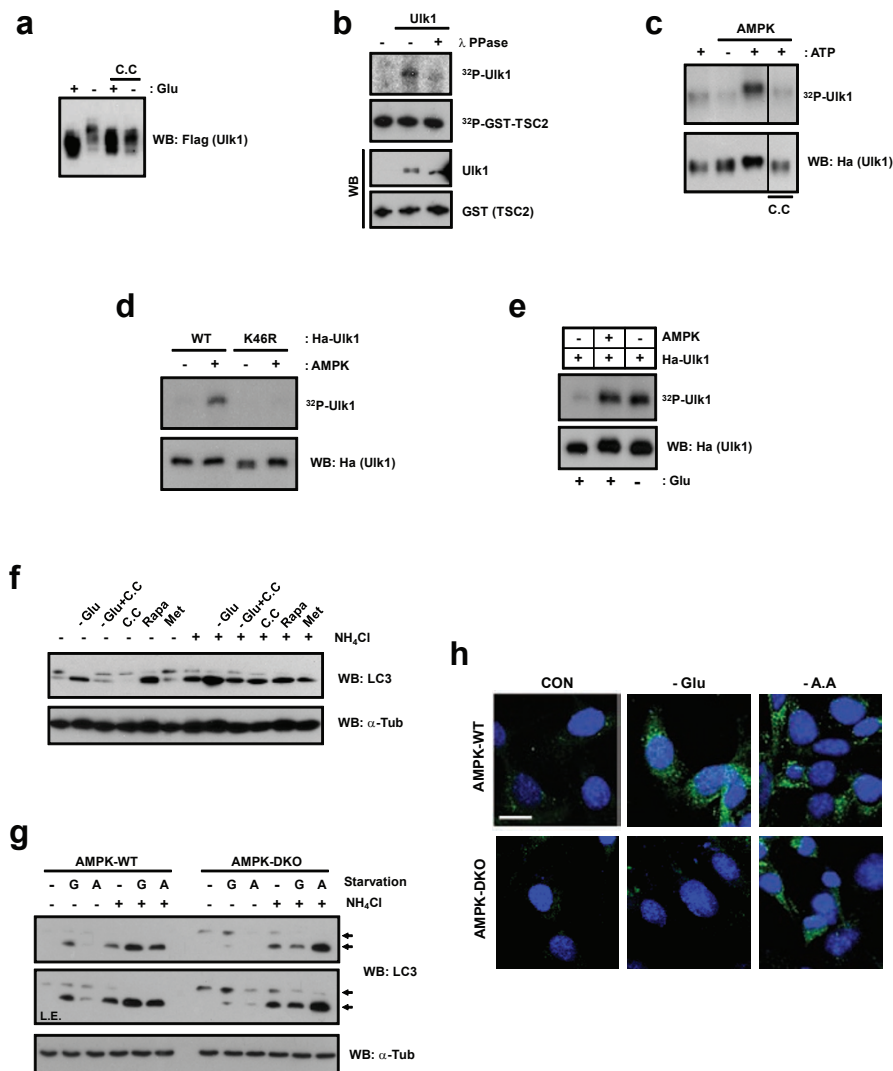 a
C.C
+ - + - : Glu
WB: Flag (Ulk1)
b
Ulk1
- - + λ PPase
³²P-Ulk1
³²P-GST-TSC2
WB
Ulk1
GST (TSC2)
c
AMPK
+ - + + : ATP
³²P-Ulk1
WB: Ha (Ulk1)
C.C
d
WT K46R : Ha-Ulk1
- + - + : AMPK
³²P-Ulk1
WB: Ha (Ulk1)
e
- + - AMPK
+ + + Ha-Ulk1
³²P-Ulk1
WB: Ha (Ulk1)
+ + - : Glu
f
- Glu - Glu+C.C C.C Rapa Met - Glu - Glu+C.C C.C Rapa Met
- - - - - - + + + + + + NH₄Cl
WB: LC3
WB: α-Tub
g
AMPK-WT AMPK-DKO
- G A - G A - G A - G A Starvation
- - - + + + - - - + + + NH₄Cl
WB: LC3
L.E.
WB: α-Tub
h
CON - Glu - A.A
AMPK-WT
AMPK-DKO